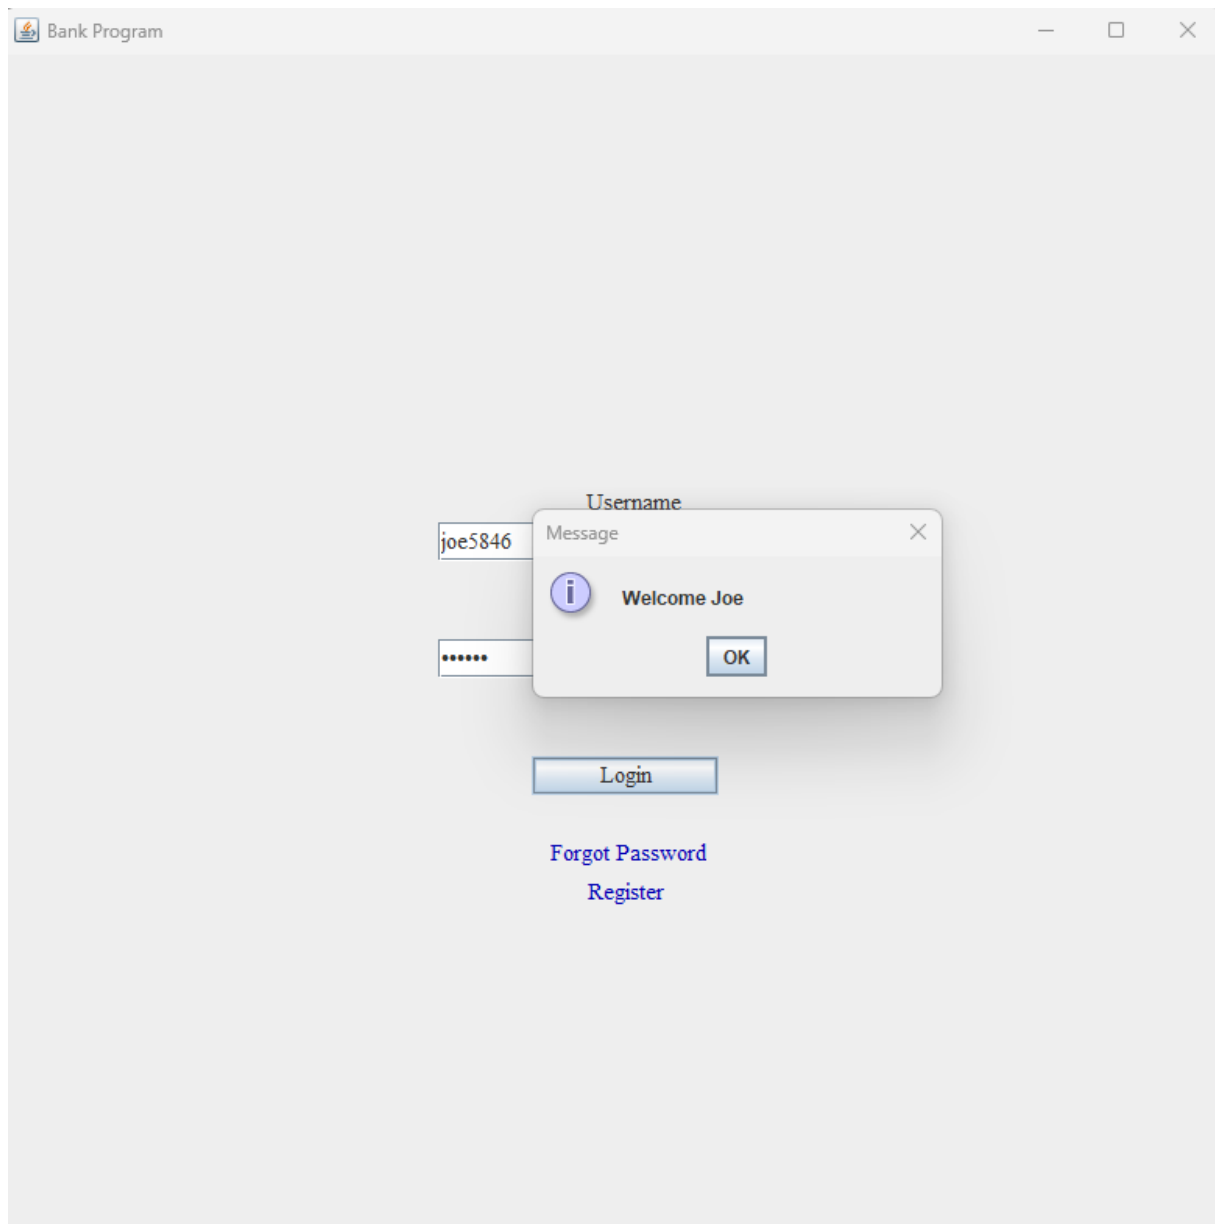 Bank Program
Username
joe5846
Message
Welcome Joe
OK
••••••
Login
Forgot Password
Register